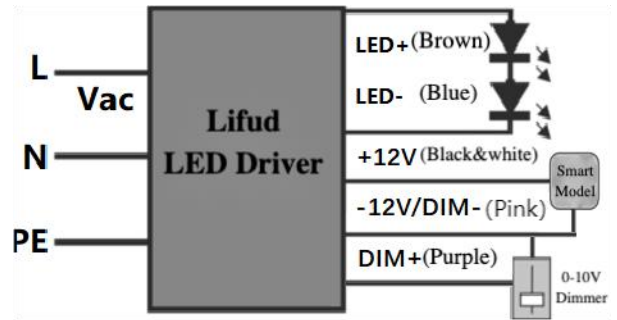 L
Vac
N
PE
Lifud
LED Driver
LED+(Brown)
LED- (Blue)
+12V(Black&white)
-12V/DIM-(Pink)
DIM+(Purple)
Smart
Model
0-10V
Dimmer